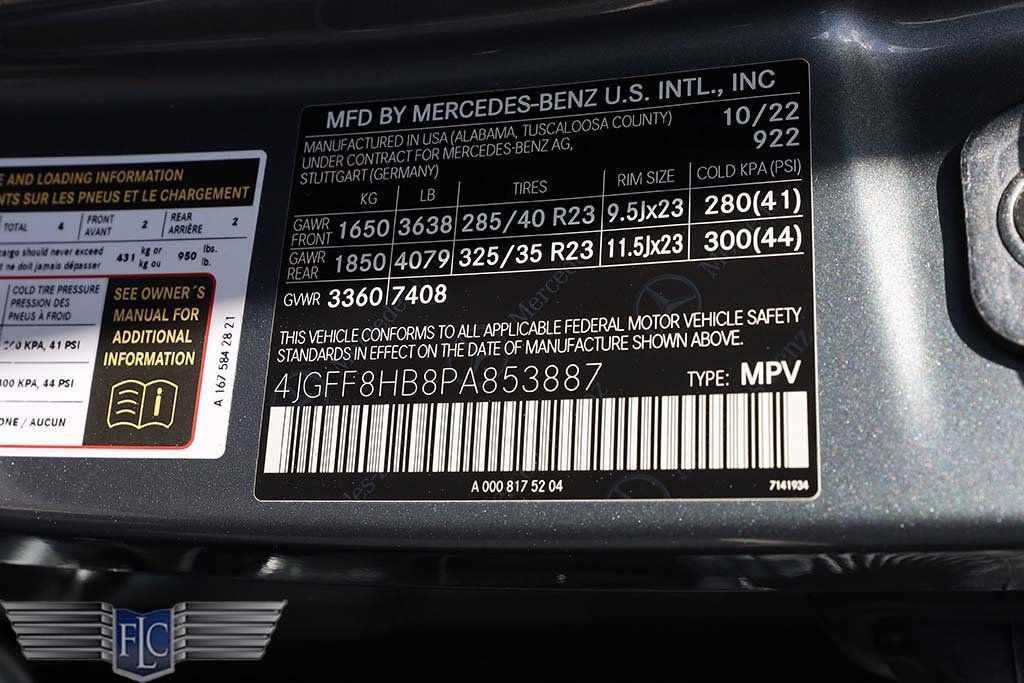 MFD BY MERCEDES-BENZ U.S. INTL., INC
MANUFACTURED IN USA (ALABAMA, TUSCALOOSA COUNTY) 10/22
UNDER CONTRACT FOR MERCEDES-BENZ AG, 922
STUTTGART (GERMANY)
KG LB TIRES RIM SIZE COLD KPA (PSI)
GAWR FRONT 1650 3638 285/40 R23 9.5Jx23 280(41)
GAWR REAR 1850 4079 325/35 R23 11.5Jx23 300(44)
GVWR 3360 7408
THIS VEHICLE CONFORMS TO ALL APPLICABLE FEDERAL MOTOR VEHICLE SAFETY
STANDARDS IN EFFECT ON THE DATE OF MANUFACTURE SHOWN ABOVE.
4JGFF8HB8PA853887 TYPE: MPV
A 000 817 52 04 7141934
E AND LOADING INFORMATION
NTS SUR LES PNEUS ET LE CHARGEMENT
TOTAL 4 FRONT AVANT 2 REAR ARRIÈRE 2
cargo should never exceed 431 kg or 950 lbs.
t ne doit jamais dépasser kg ou lb.
COLD TIRE PRESSURE
PRESSION DES
PNEUS À FROID
KPA, 41 PSI
300 KPA, 44 PSI
NONE / AUCUN
SEE OWNER´S
MANUAL FOR
ADDITIONAL
INFORMATION
A 167 584 28 21
FLC